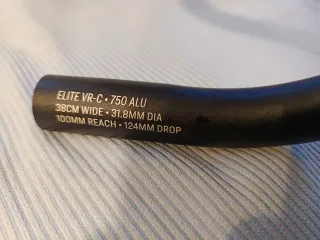 ELITE VR-C • 750 ALU
38CM WIDE • 31.8MM DIA
100MM REACH • 124MM DROP